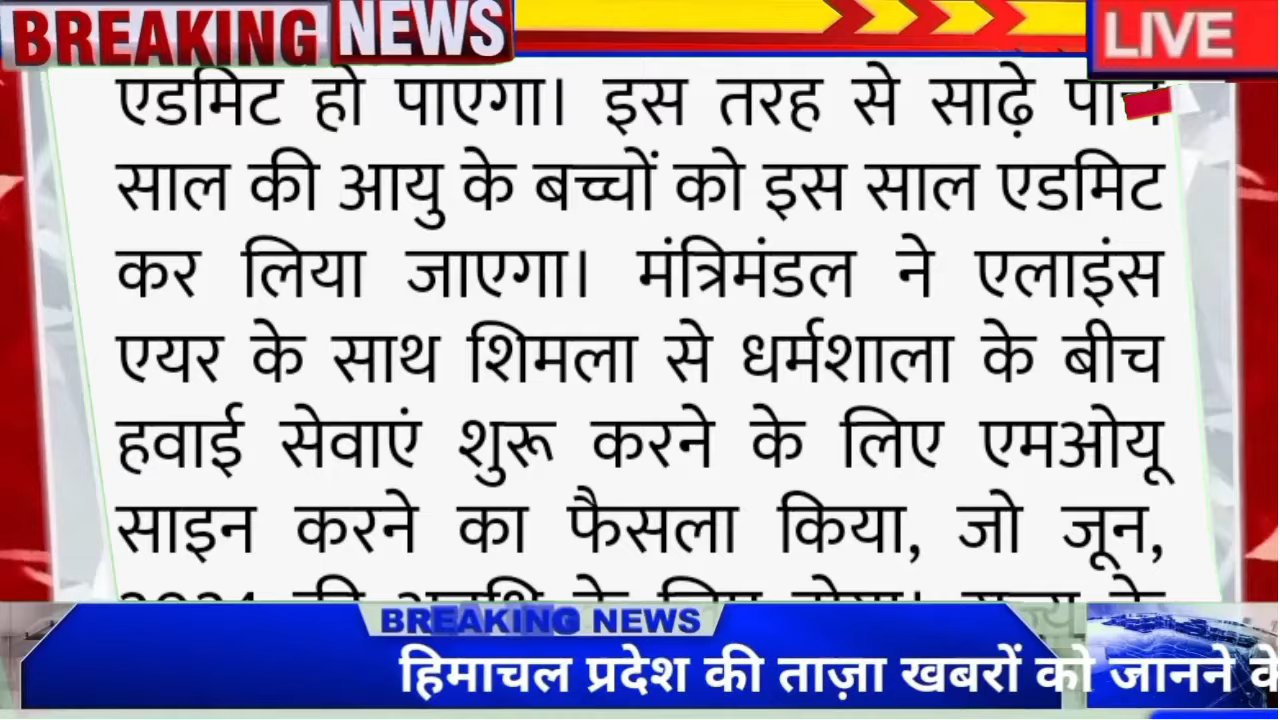 BREAKING NEWS
LIVE
एडमिट हो पाएगा। इस तरह से साढ़े पांच
साल की आयु के बच्चों को इस साल एडमिट
कर लिया जाएगा। मंत्रिमंडल ने एलाइंस
एयर के साथ शिमला से धर्मशाला के बीच
हवाई सेवाएं शुरू करने के लिए एमओयू
साइन करने का फैसला किया, जो जून,
BREAKING NEWS
हिमाचल प्रदेश की ताज़ा खबरों को जानने के